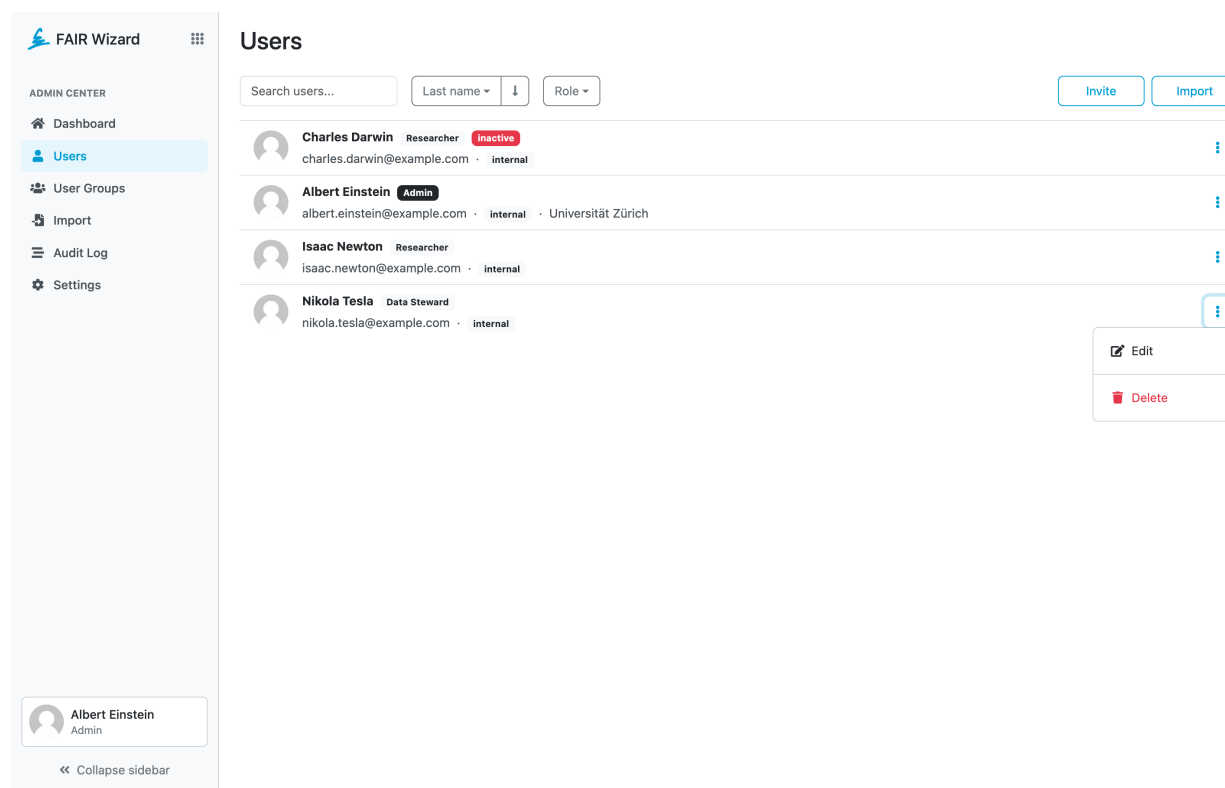 FAIR Wizard
ADMIN CENTER
Dashboard
Users
User Groups
Import
Audit Log
Settings
Albert Einstein
Admin
Collapse sidebar
Users
Search users...
Last name
Role
Invite
Import
Charles Darwin Researcher inactive
charles.darwin@example.com · internal
Albert Einstein Admin
albert.einstein@example.com · internal · Universität Zürich
Isaac Newton Researcher
isaac.newton@example.com · internal
Nikola Tesla Data Steward
nikola.tesla@example.com · internal
Edit
Delete